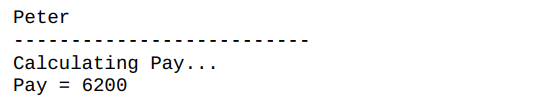 Peter
--------------------------
Calculating Pay...
Pay = 6200